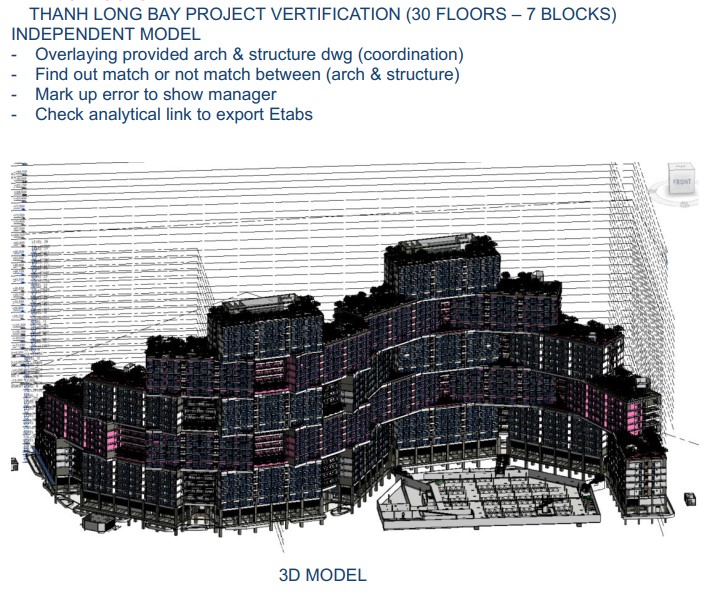 THANH LONG BAY PROJECT VERTIFICATION (30 FLOORS – 7 BLOCKS)
INDEPENDENT MODEL
- Overlaying provided arch & structure dwg (coordination)
- Find out match or not match between (arch & structure)
- Mark up error to show manager
- Check analytical link to export Etabs
FRONT
3D MODEL